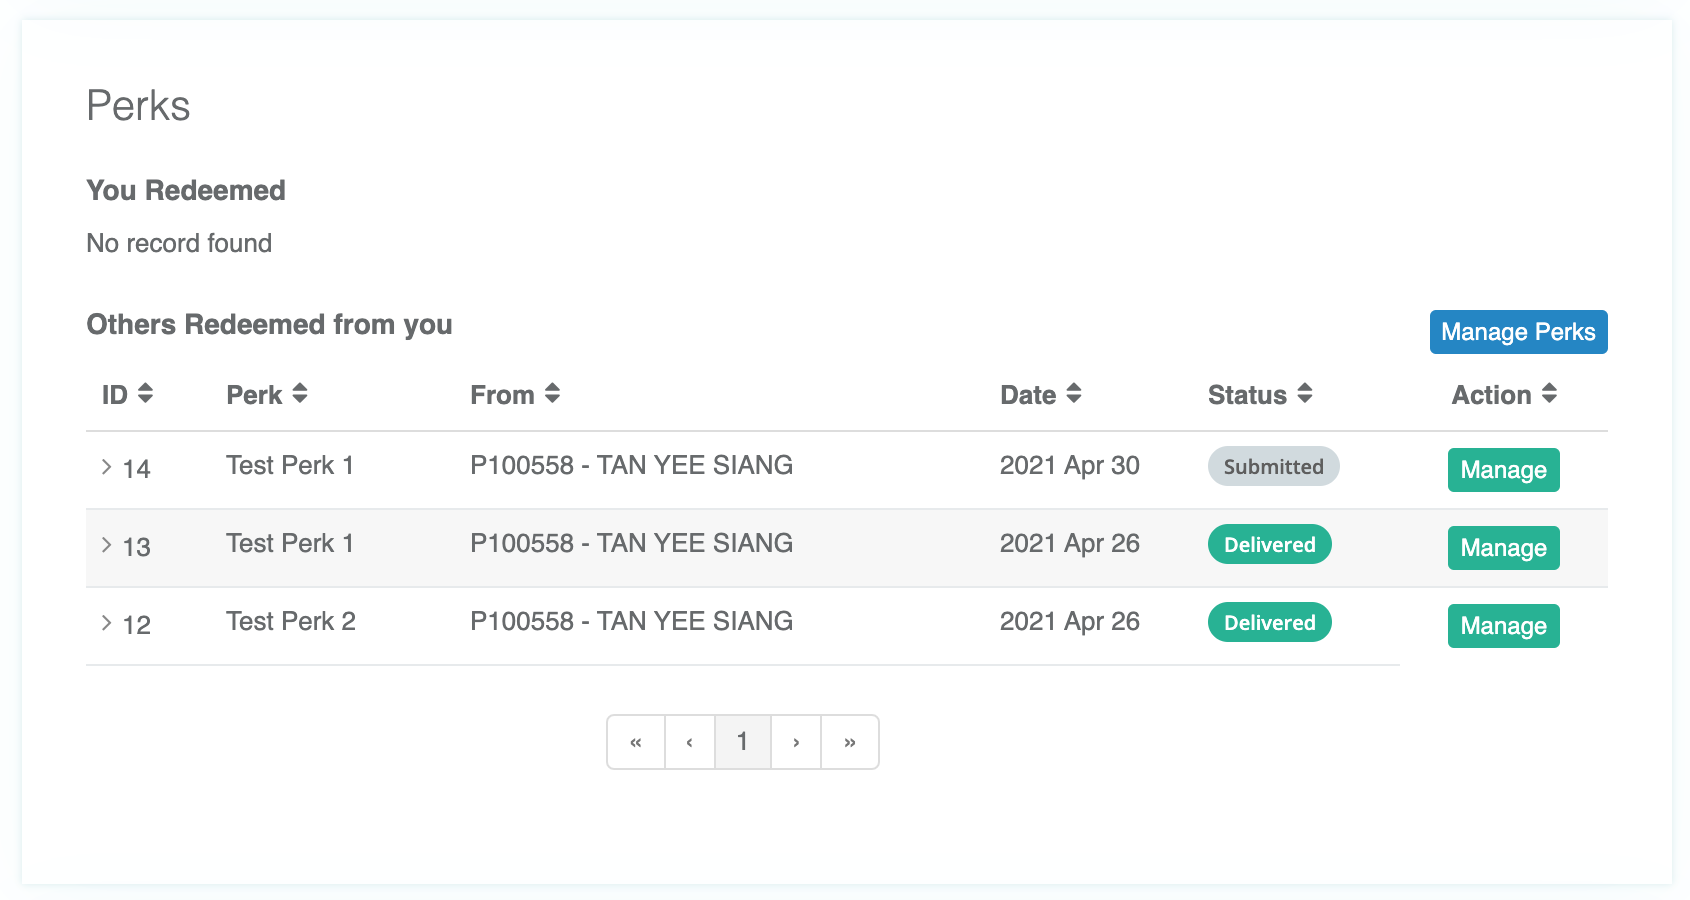 Perks
You Redeemed
No record found
Others Redeemed from you
Manage Perks
ID Perk From Date Status Action
14 Test Perk 1 P100558 - TAN YEE SIANG 2021 Apr 30 Submitted Manage
13 Test Perk 1 P100558 - TAN YEE SIANG 2021 Apr 26 Delivered Manage
12 Test Perk 2 P100558 - TAN YEE SIANG 2021 Apr 26 Delivered Manage
« ‹ 1 › »